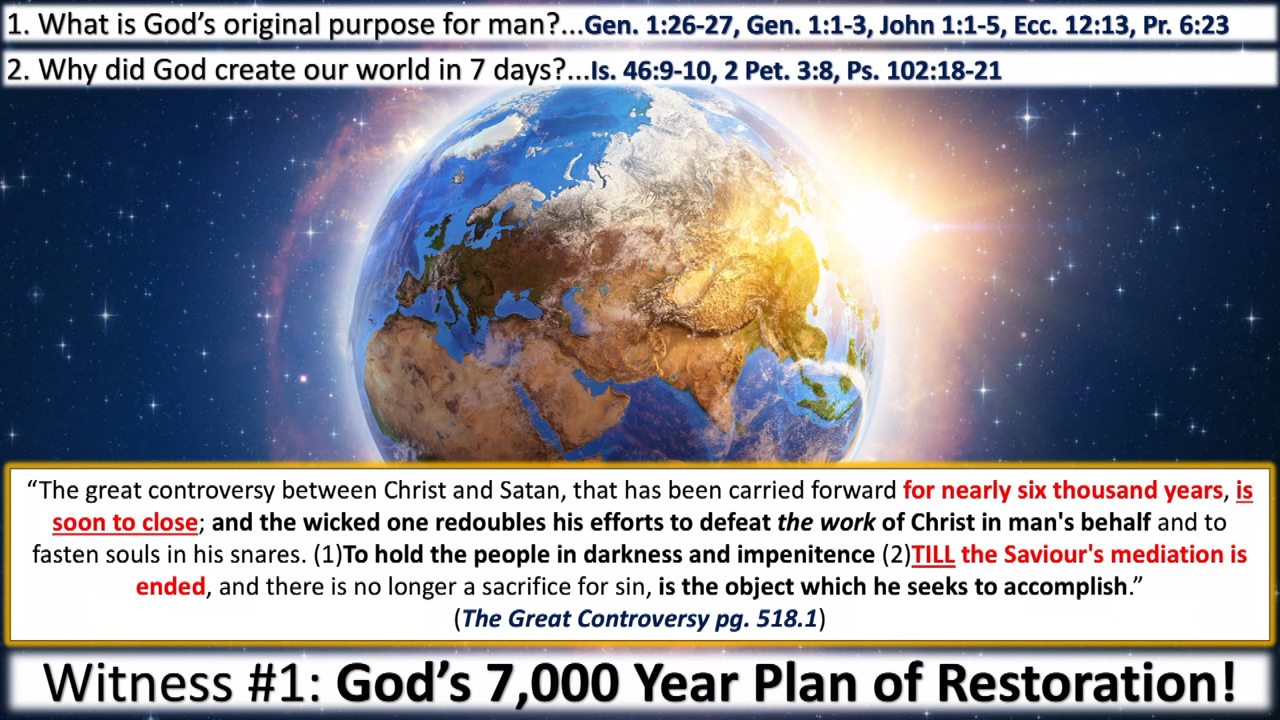 1. What is God’s original purpose for man?...Gen. 1:26-27, Gen. 1:1-3, John 1:1-5, Ecc. 12:13, Pr. 6:23
2. Why did God create our world in 7 days?...Is. 46:9-10, 2 Pet. 3:8, Ps. 102:18-21
“The great controversy between Christ and Satan, that has been carried forward for nearly six thousand years, is
soon to close; and the wicked one redoubles his efforts to defeat the work of Christ in man's behalf and to
fasten souls in his snares. (1)To hold the people in darkness and impenitence (2)TILL the Saviour's mediation is
ended, and there is no longer a sacrifice for sin, is the object which he seeks to accomplish.”
(The Great Controversy pg. 518.1)
Witness #1: God’s 7,000 Year Plan of Restoration!